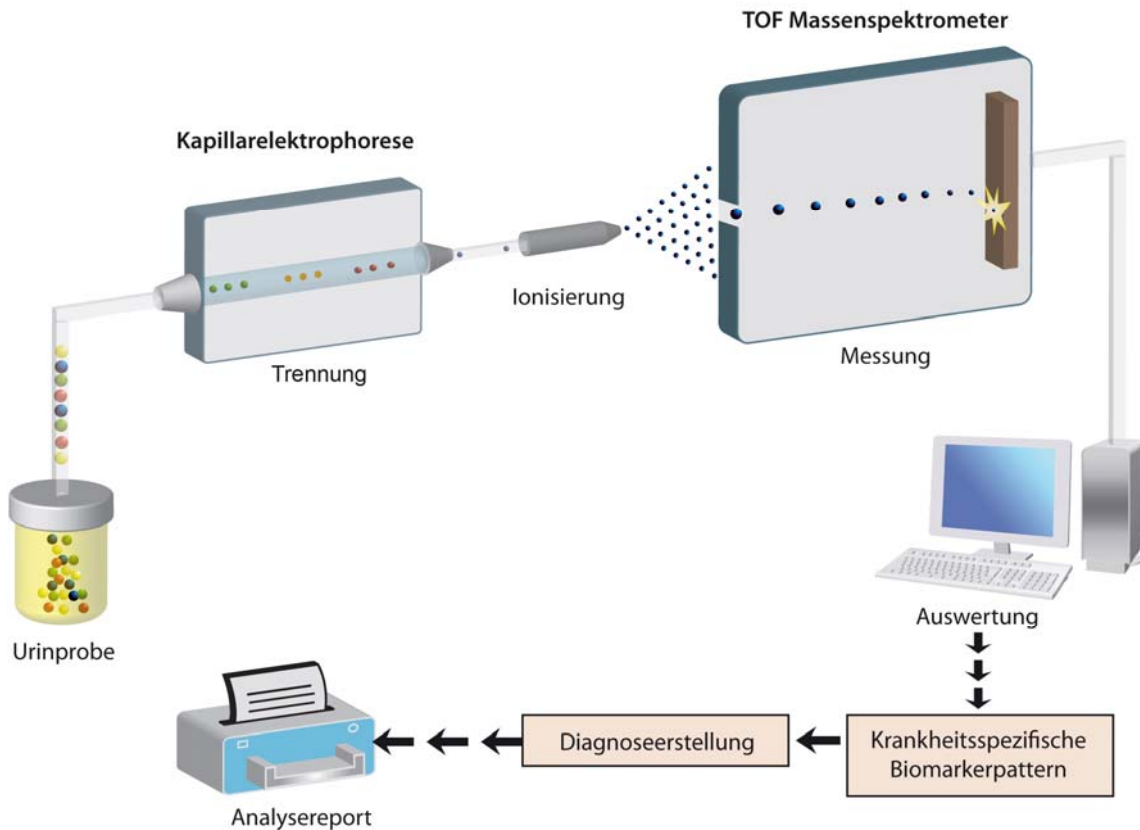 TOF Massenspektrometer
Kapillarelektrophorese
Ionisierung
Trennung
Messung
Urinprobe
Auswertung
Krankheitsspezifische
Biomarkerpattern
Diagnoseerstellung
Analysereport